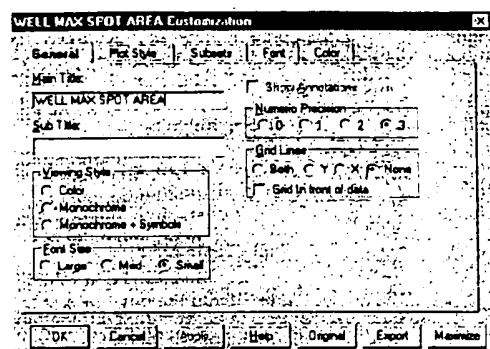 WELL MAX SPOT AREA Customization
General Plot Style Subsets Font Color
Main Title:
WELL MAX SPOT AREA
Sub Title:
Viewing Style
Color
Monochrome
Monochrome + Symbols
Font Size
Large Med Small
Show Annotations
Numeric Precision
0 1 2 3
Grid Lines
Both Y X None
Grid In front of data
OK Cancel Apply Help Original Export Maximize